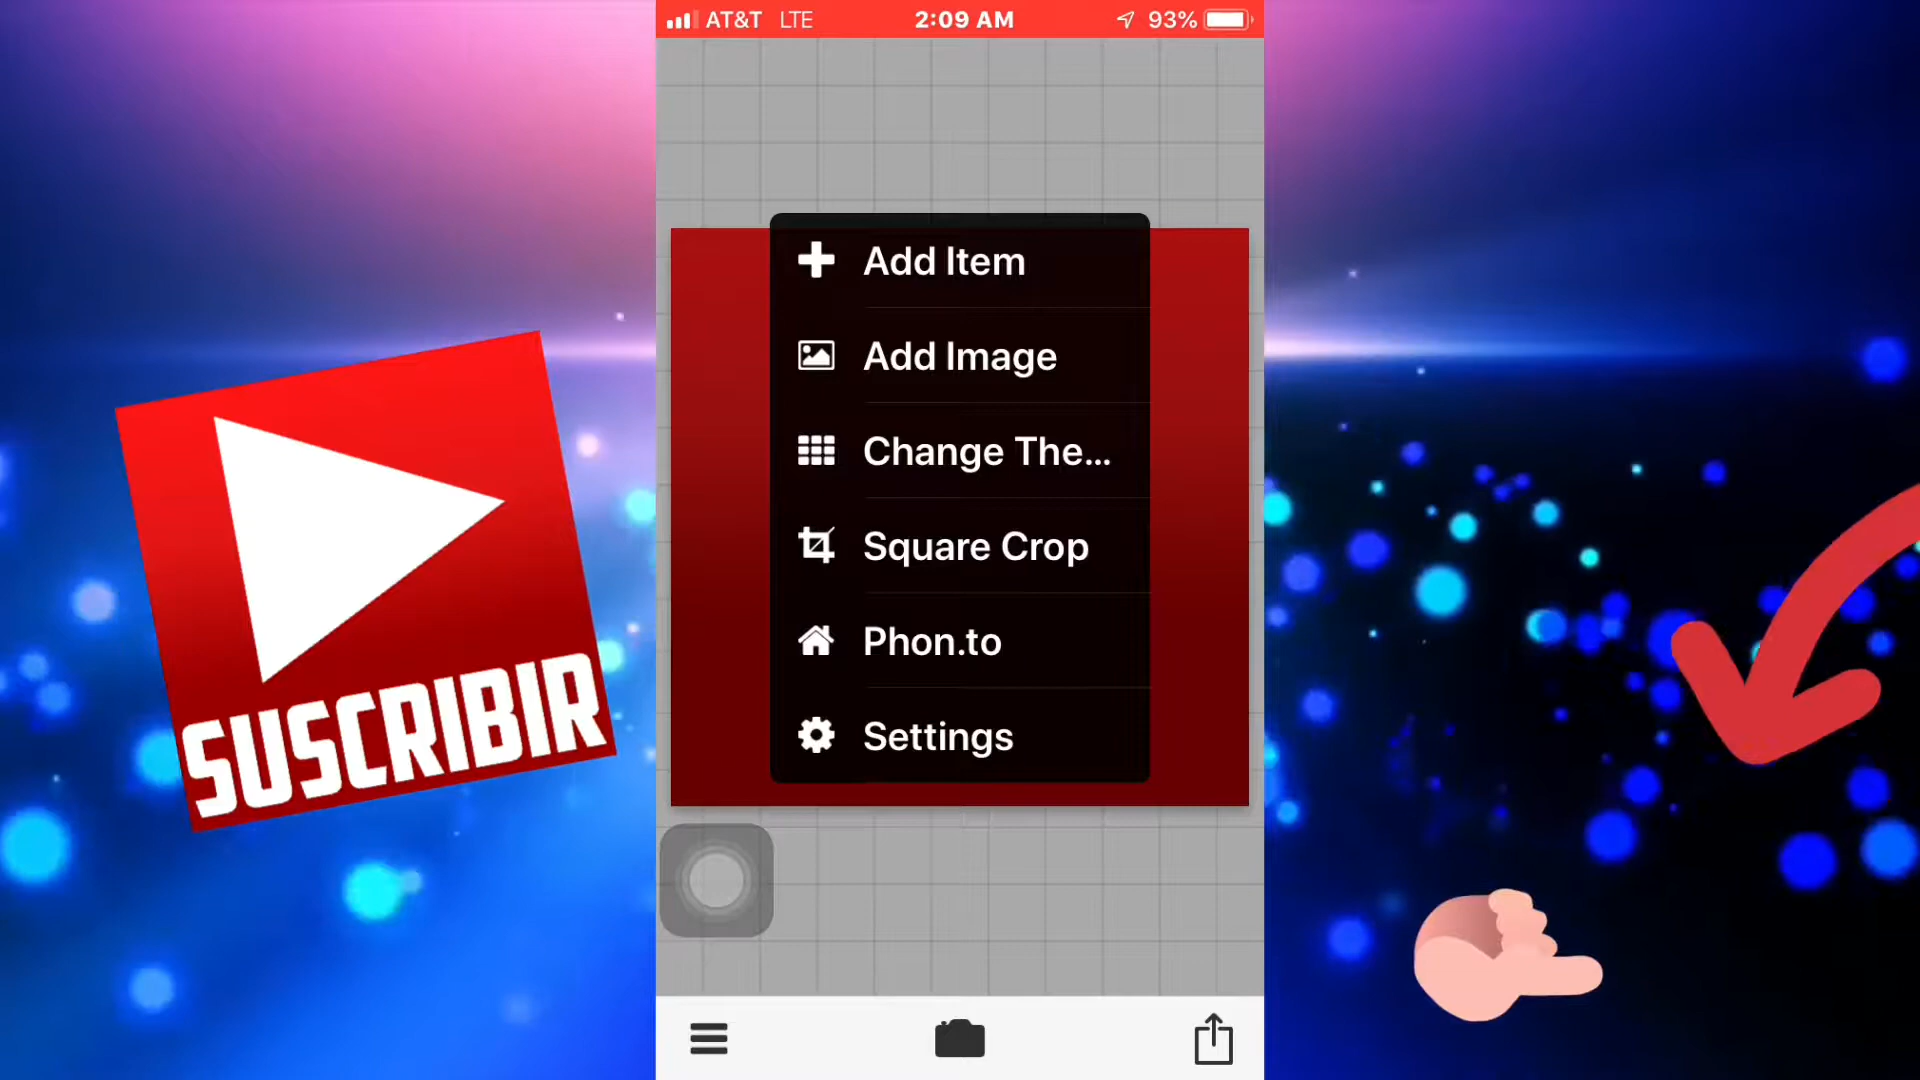 AT&T LTE 2:09 AM 93%
Add Item
Add Image
Change The...
Square Crop
Phon.to
Settings
SUSCRIBIR